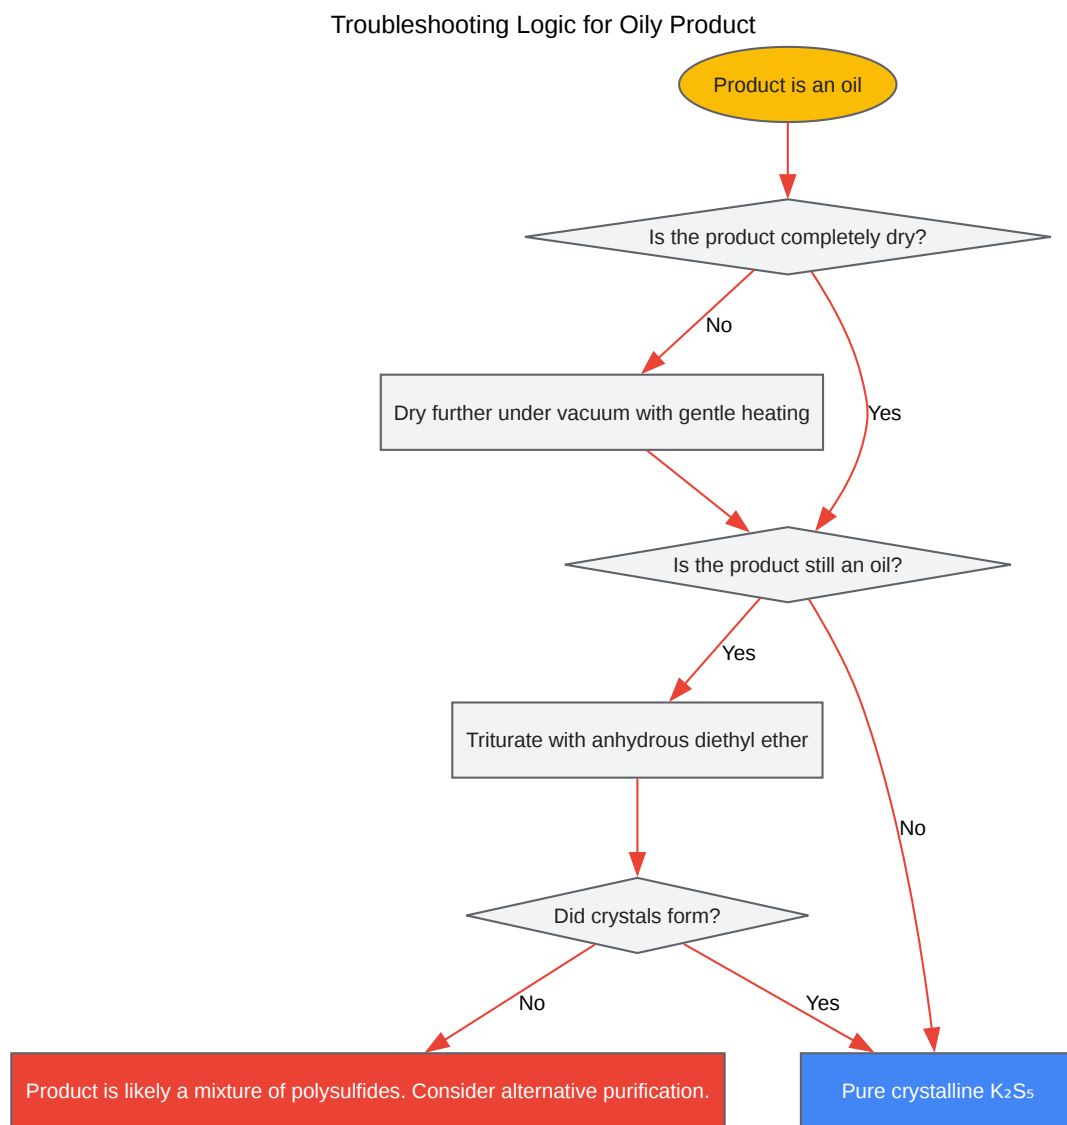 Troubleshooting Logic for Oily Product
Product is an oil
Is the product completely dry?
No
Yes
Dry further under vacuum with gentle heating
Is the product still an oil?
Yes
No
Triturate with anhydrous diethyl ether
Did crystals form?
No
Yes
Product is likely a mixture of polysulfides. Consider alternative purification.
Pure crystalline K₂S₅